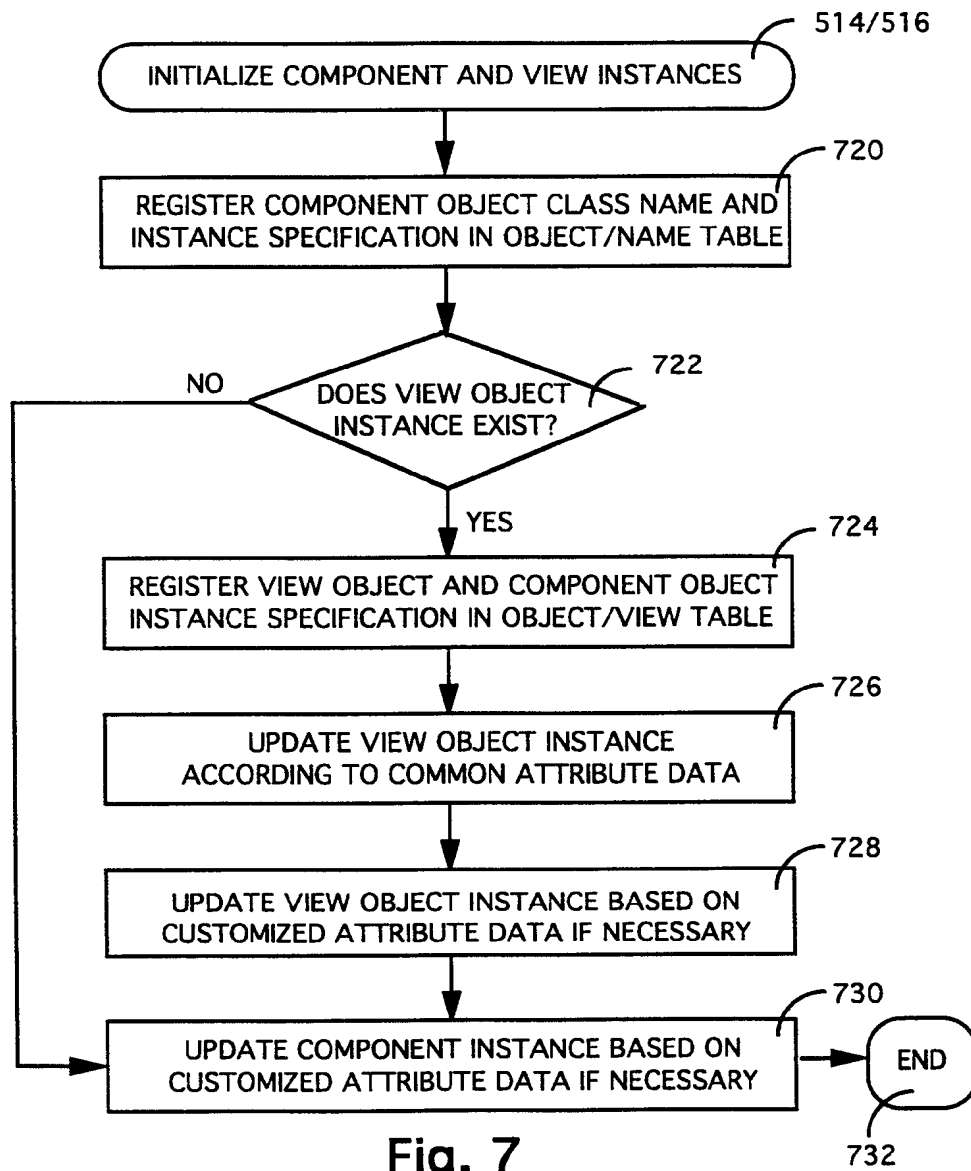 514/516
INITIALIZE COMPONENT AND VIEW INSTANCES
720
REGISTER COMPONENT OBJECT CLASS NAME AND
INSTANCE SPECIFICATION IN OBJECT/NAME TABLE
NO
722
DOES VIEW OBJECT
INSTANCE EXIST?
YES
724
REGISTER VIEW OBJECT AND COMPONENT OBJECT
INSTANCE SPECIFICATION IN OBJECT/VIEW TABLE
726
UPDATE VIEW OBJECT INSTANCE
ACCORDING TO COMMON ATTRIBUTE DATA
728
UPDATE VIEW OBJECT INSTANCE BASED ON
CUSTOMIZED ATTRIBUTE DATA IF NECESSARY
730
UPDATE COMPONENT INSTANCE BASED ON
CUSTOMIZED ATTRIBUTE DATA IF NECESSARY
END
732
Fig. 7